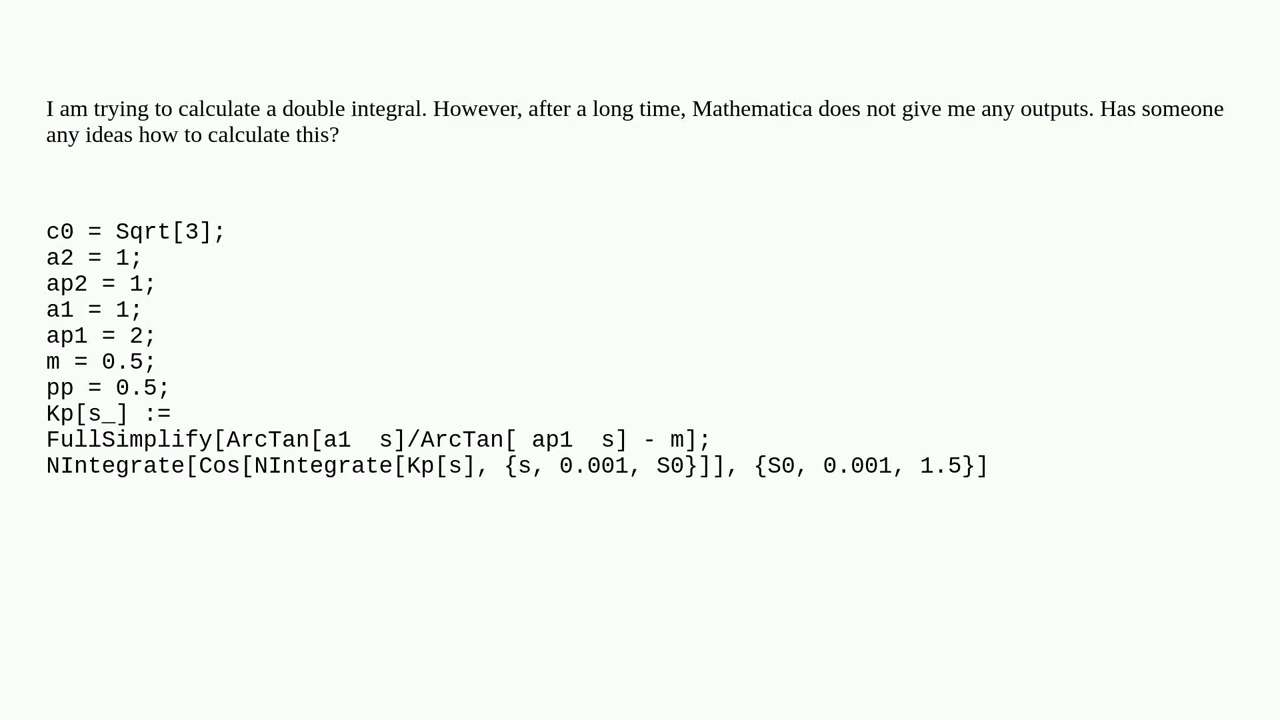 I am trying to calculate a double integral. However, after a long time, Mathematica does not give me any outputs. Has someone
any ideas how to calculate this?
c0 = Sqrt[3];
a2 = 1;
ap2 = 1;
a1 = 1;
ap1 = 2;
m = 0.5;
pp = 0.5;
Kp[s_] :=
FullSimplify[ArcTan[a1  s]/ArcTan[ ap1  s] - m];
NIntegrate[Cos[NIntegrate[Kp[s], {s, 0.001, S0}]], {S0, 0.001, 1.5}]